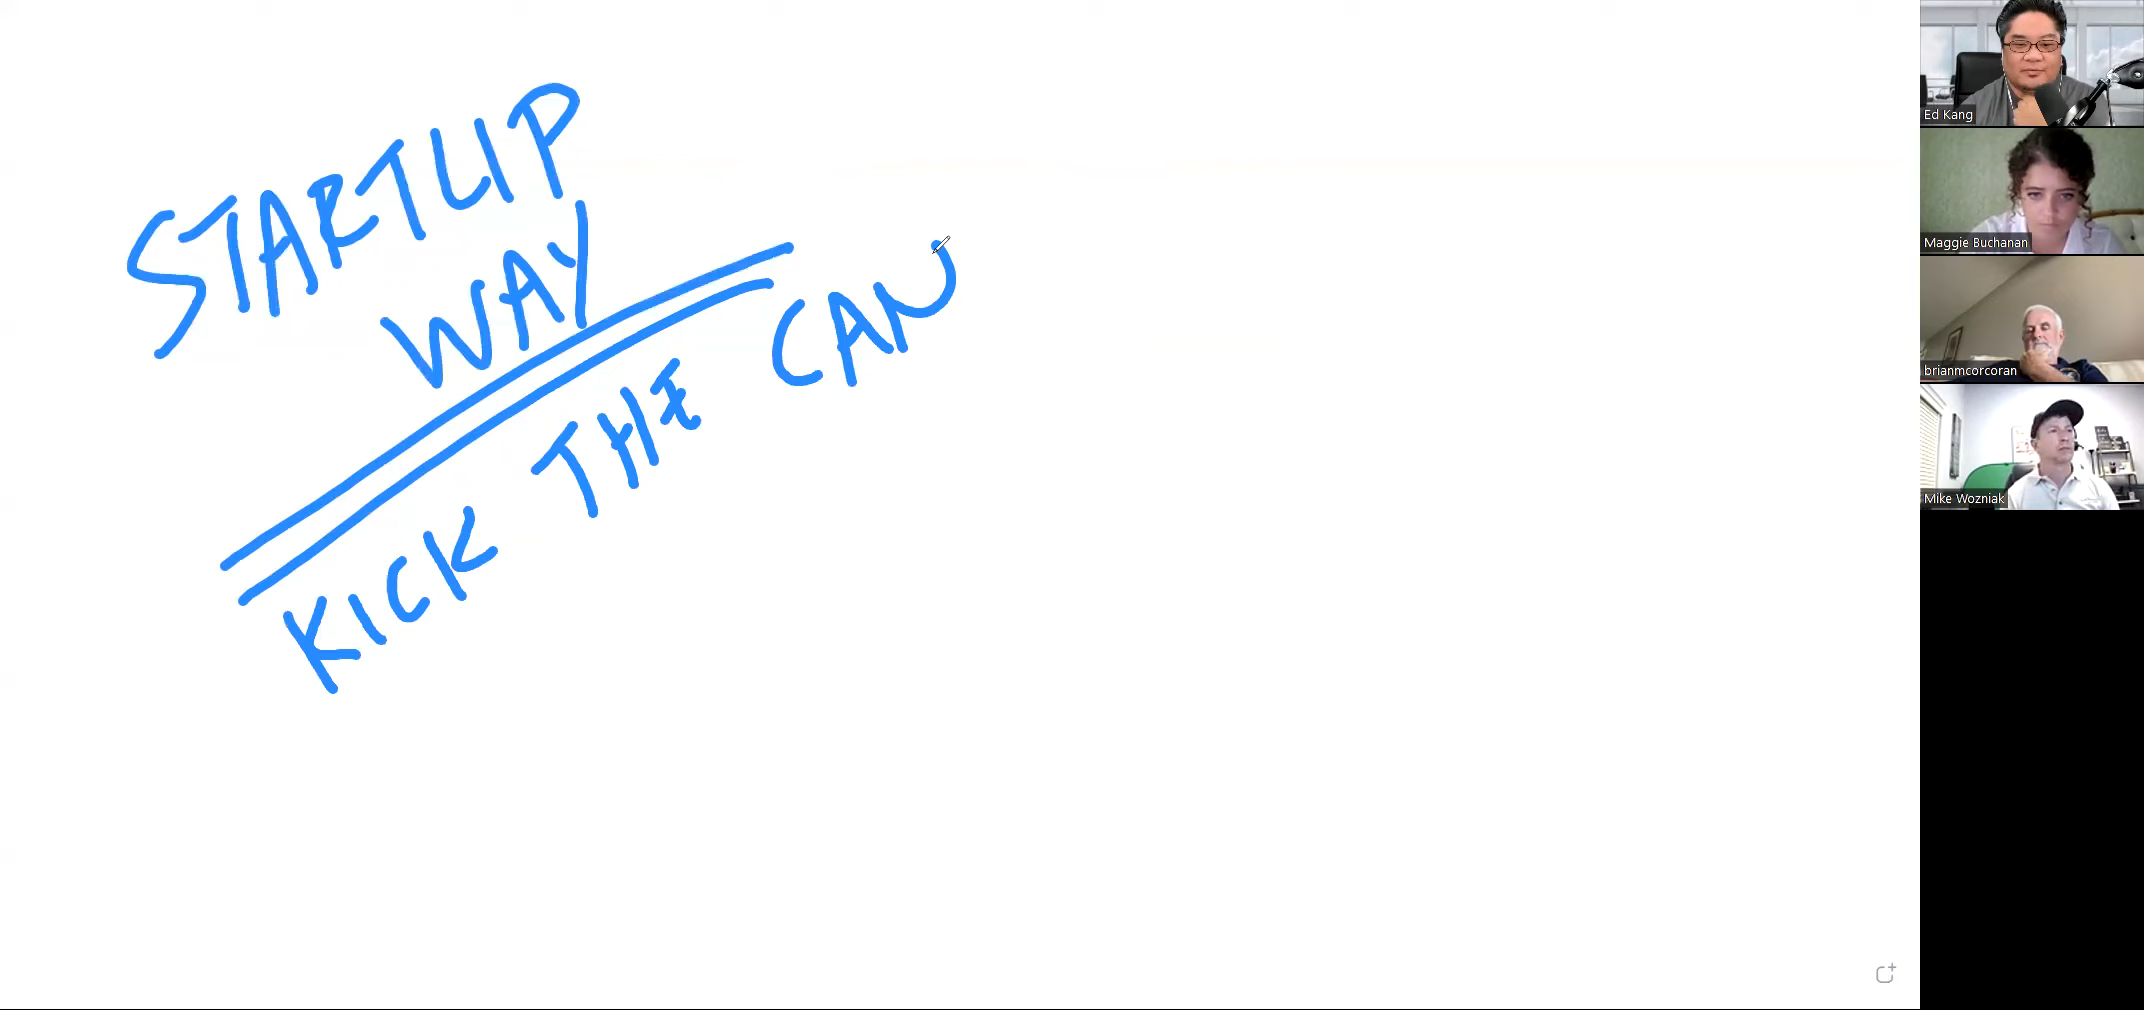 STARTUP
WAY
KICK THE CAN
Ed Kang
Maggie Buchanan
brianmcorcoran
Mike Wozniak